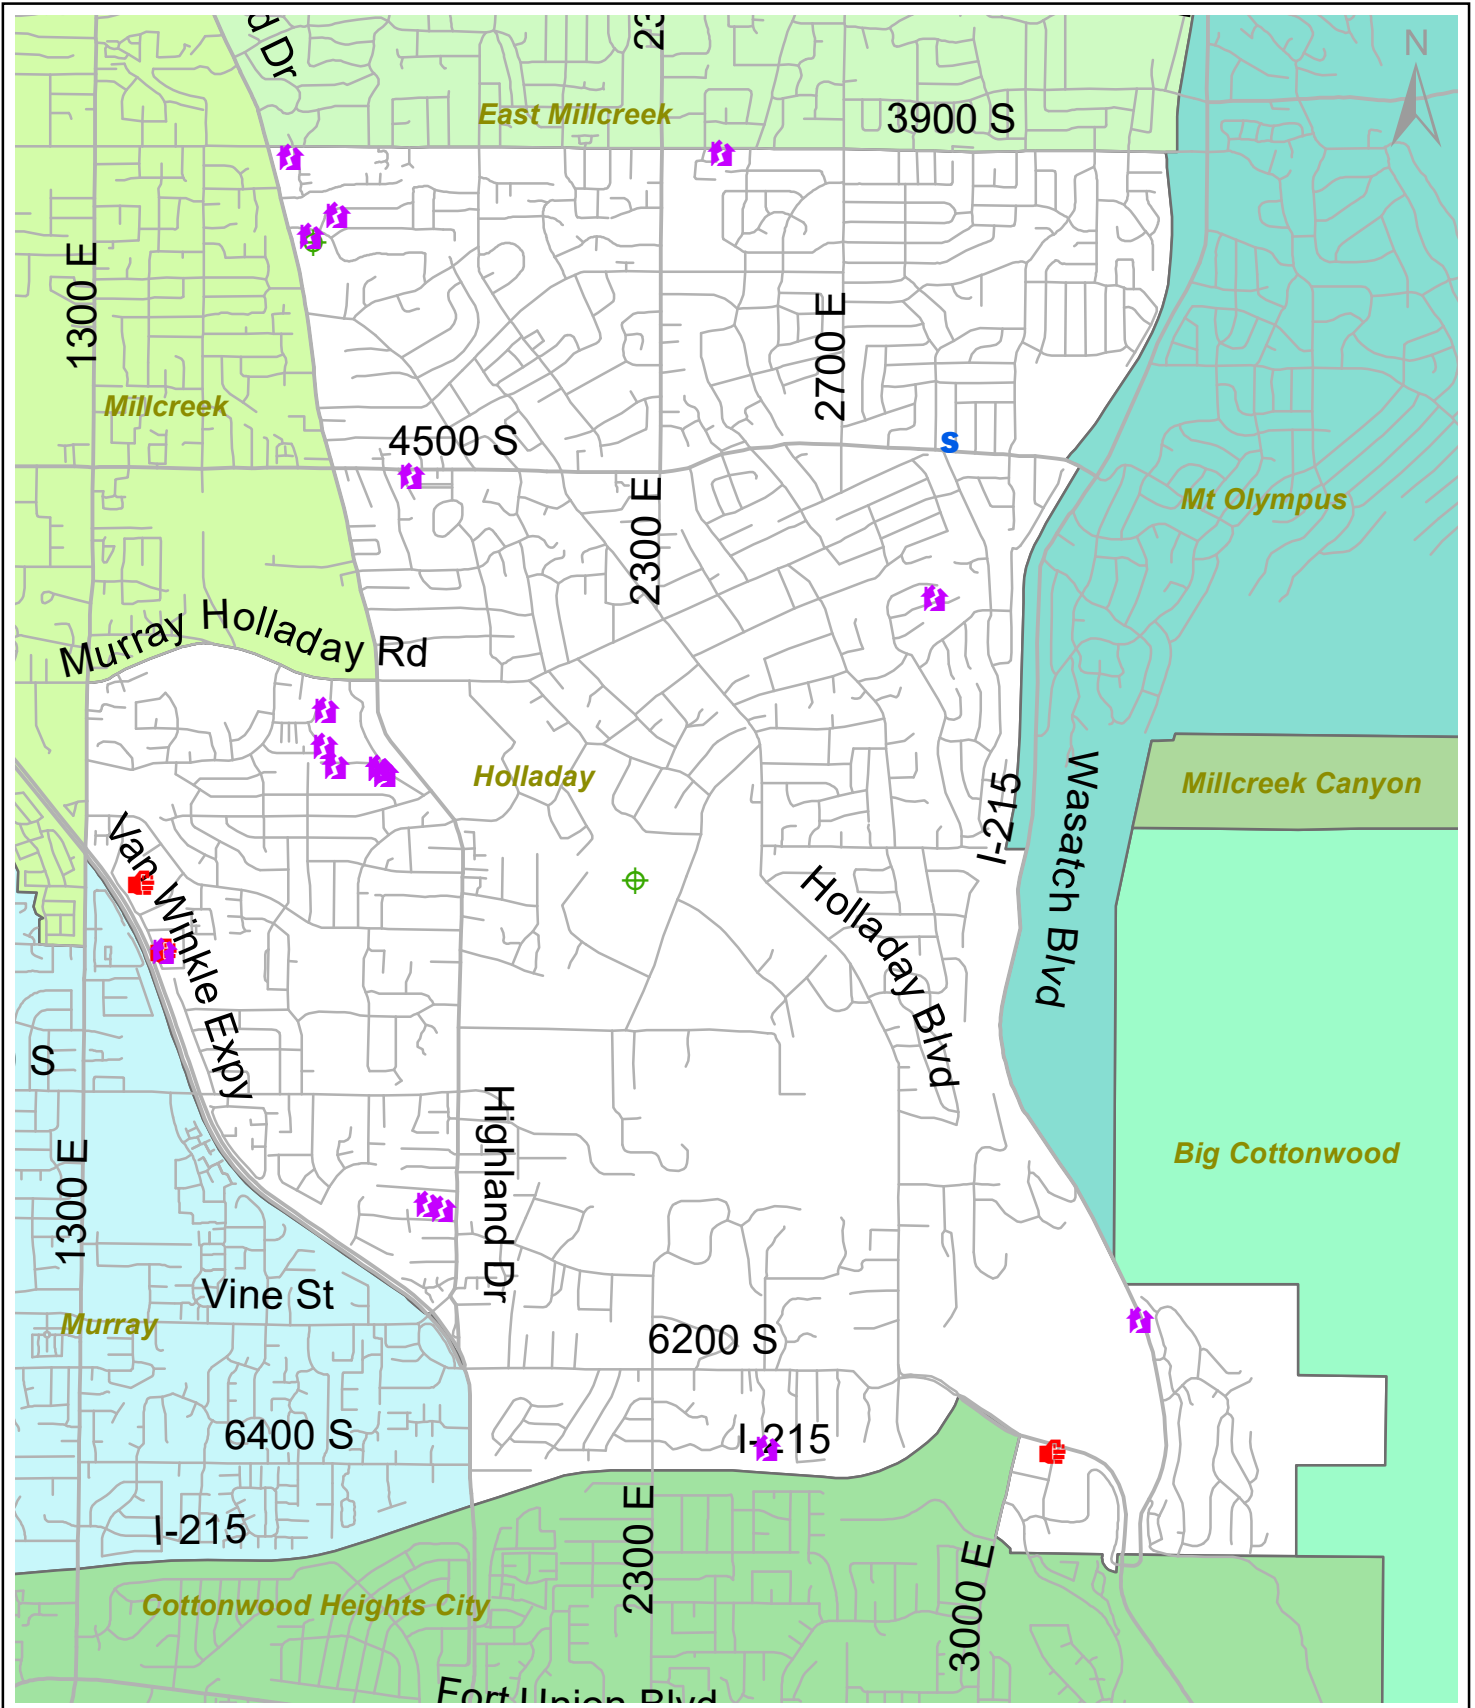 d Dr
23
N
East Millcreek
3900 S
1300 E
2700 E
Millcreek
4500 S
S
2300 E
Mt Olympus
Murray Holladay Rd
Holladay
I-215
Wasatch Blvd
Millcreek Canyon
Van Winkle Expy
Holladay Blvd
S
Highland Dr
1300 E
Big Cottonwood
Vine St
Murray
6200 S
6400 S
I-215
I-215
2300 E
3000 E
Cottonwood Heights City
Fort Union Blvd